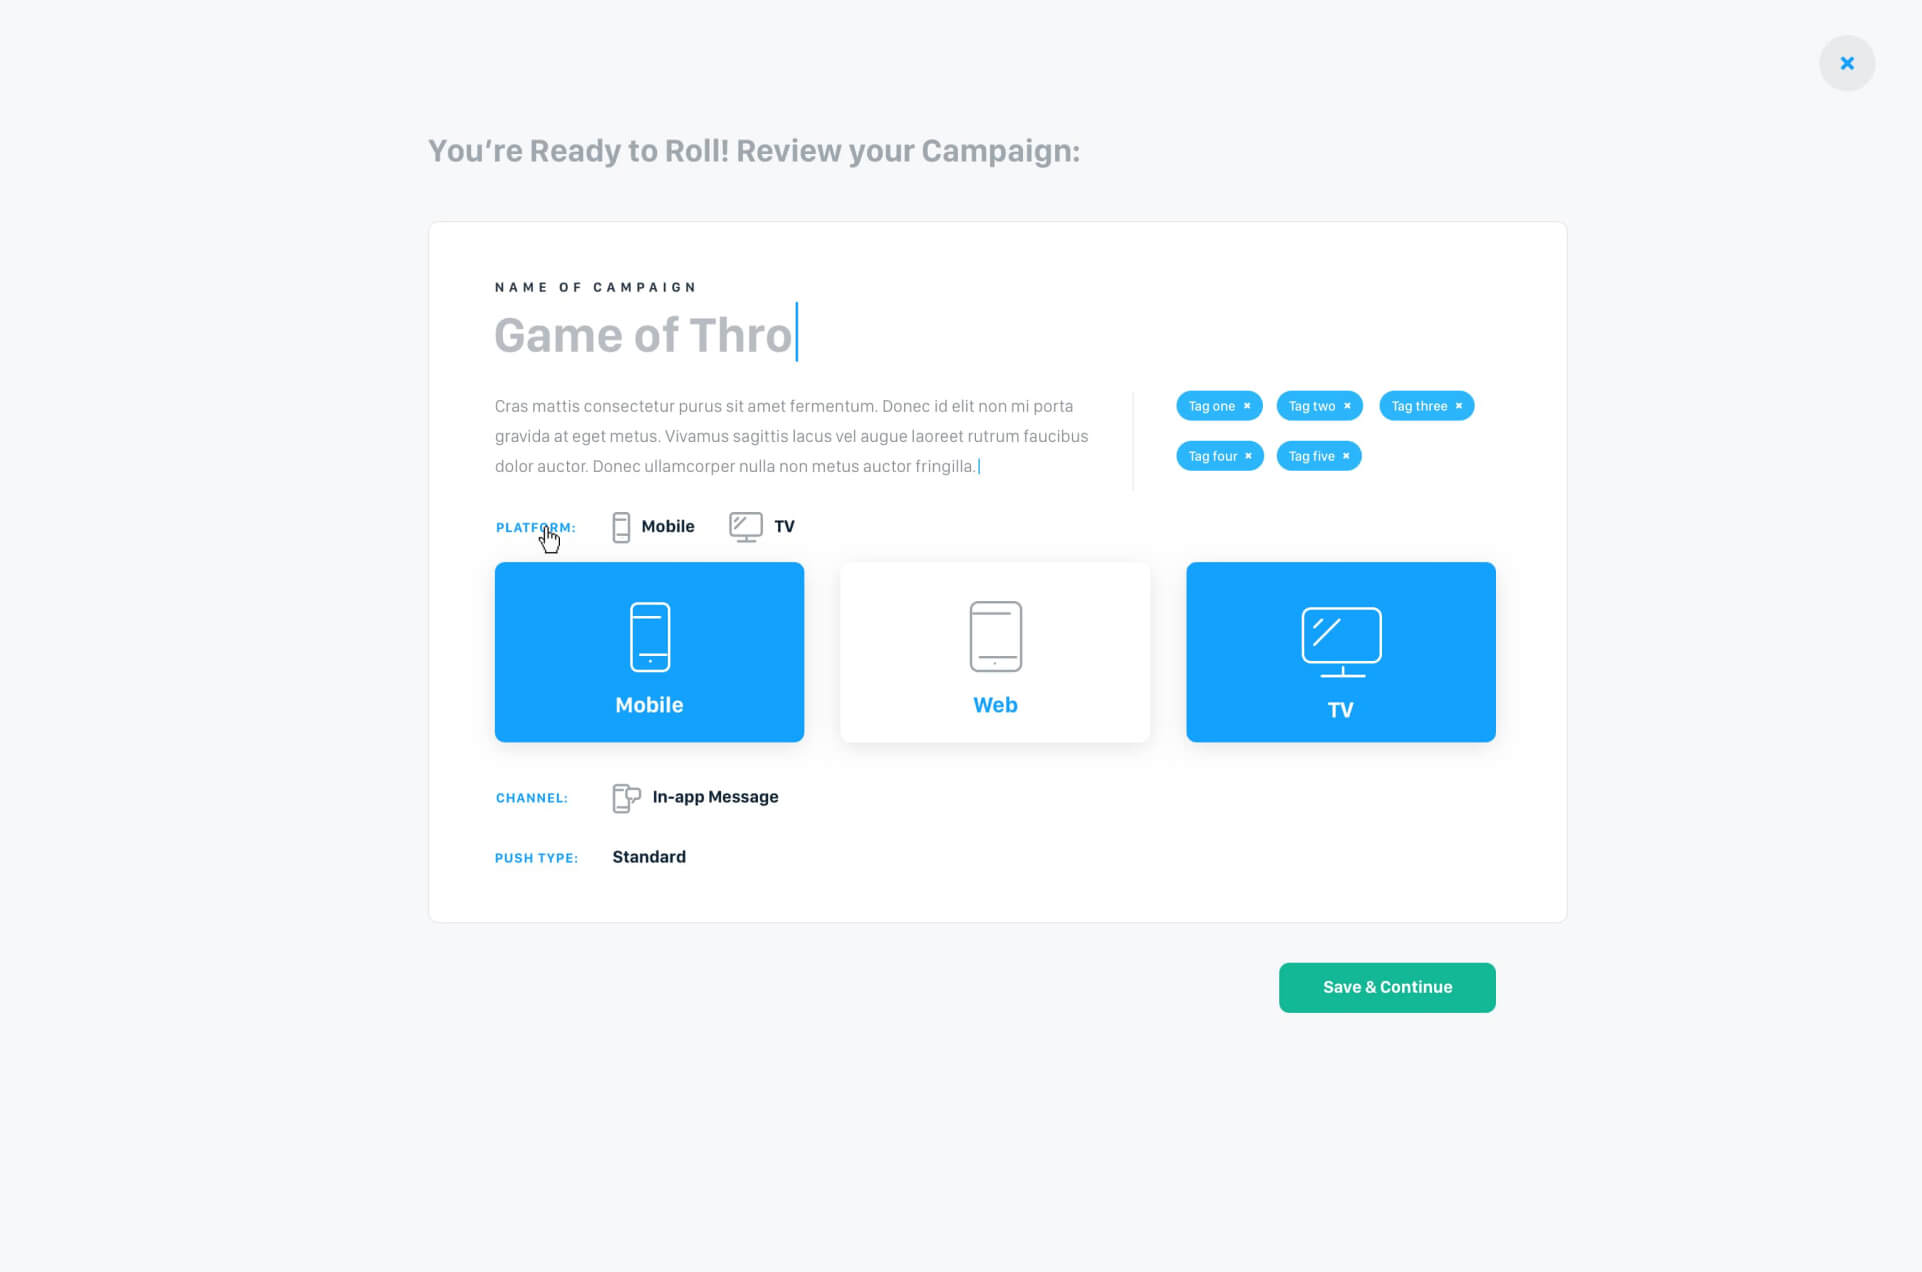 You're Ready to Roll! Review your Campaign:
NAME OF CAMPAIGN
Game of Thro
Cras mattis consectetur purus sit amet fermentum. Donec id elit non mi porta
gravida at eget metus. Vivamus sagittis lacus vel augue laoreet rutrum faucibus
dolor auctor. Donec ullamcorper nulla non metus auctor fringilla.
Tag one × Tag two × Tag three ×
Tag four × Tag five ×
PLATFORM: Mobile TV
Mobile
Web
TV
CHANNEL: In-app Message
PUSH TYPE: Standard
Save & Continue